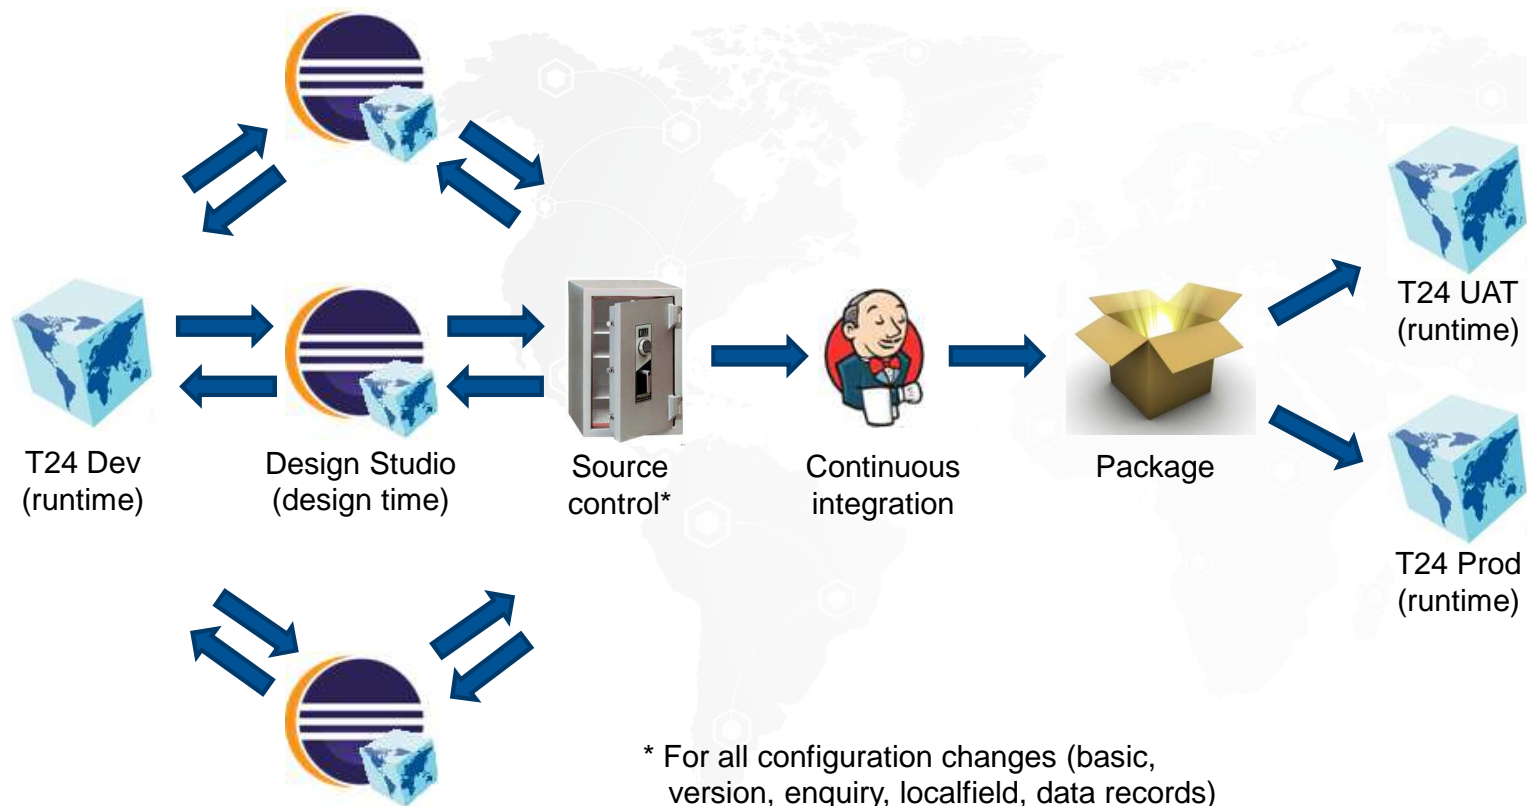 T24 Dev
(runtime)
Design Studio
(design time)
Source
control*
Continuous
integration
Package
T24 UAT
(runtime)
T24 Prod
(runtime)
* For all configuration changes (basic,
version, enquiry, localfield, data records)